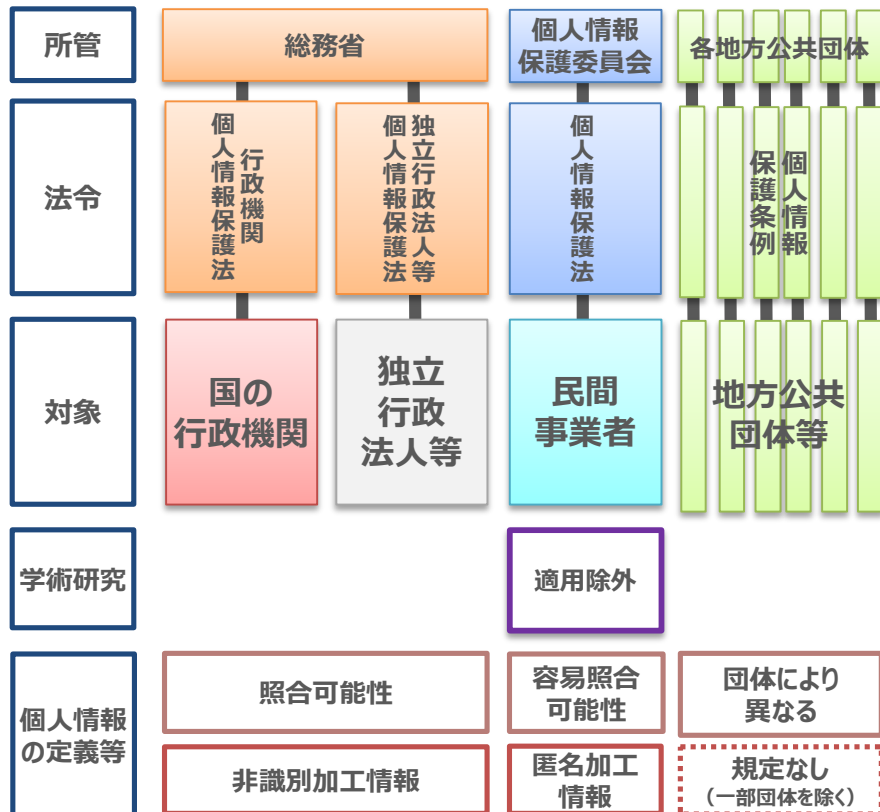 所管
総務省
個人情報
保護委員会
各地方公共団体
法令
行政機関
個人情報保護法
独立行政法人等
個人情報保護法
個人情報保護法
個人情報
保護条例
対象
国の
行政機関
独立
行政
法人等
民間
事業者
地方公共
団体等
学術研究
適用除外
個人情報
の定義等
照合可能性
容易照合
可能性
団体により
異なる
非識別加工情報
匿名加工
情報
規定なし
（一部団体を除く）